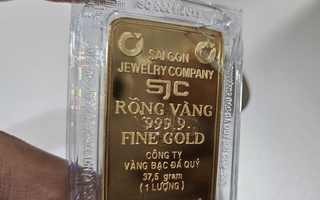 SAIGON
JEWELRY COMPANY
SJC
RỒNG VÀNG
999.9
FINE GOLD
CÔNG TY
VÀNG BẠC ĐÁ QUÝ
37,5 gram
(1 LƯỢNG)